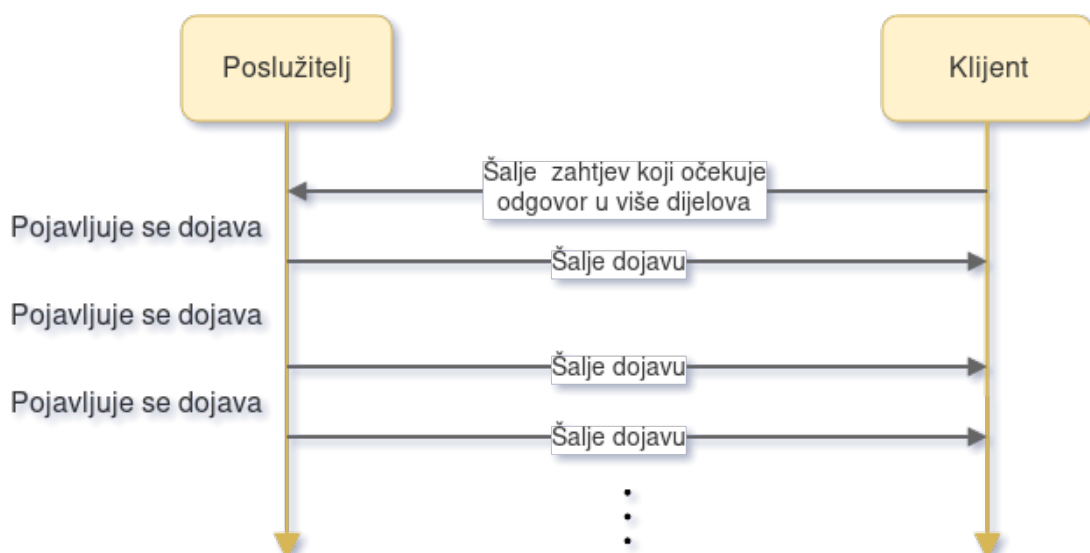 Poslužitelj
Klijent
Šalje zahtjev koji očekuje
odgovor u više dijelova
Pojavljuje se dojava
Šalje dojavu
Pojavljuje se dojava
Šalje dojavu
Pojavljuje se dojava
Šalje dojavu